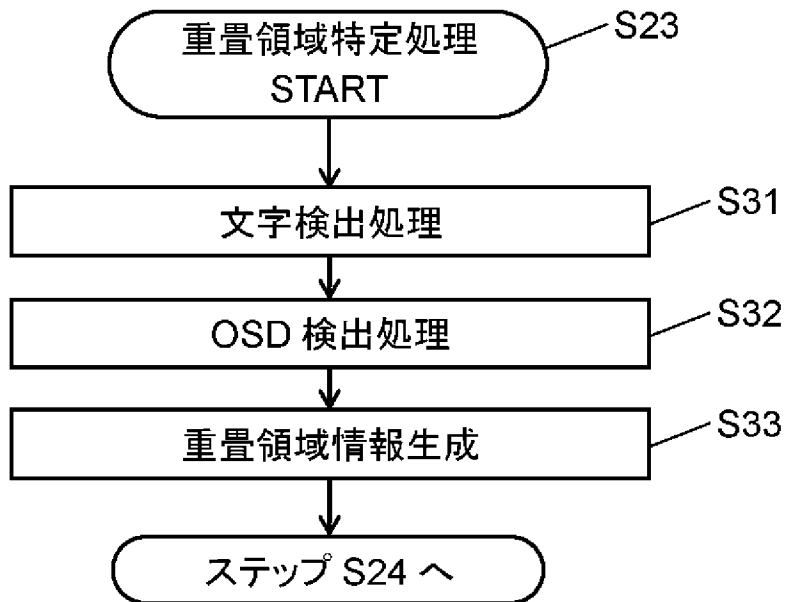 重畳領域特定処理
START
S23
文字検出処理
S31
OSD 検出処理
S32
重畳領域情報生成
S33
ステップ S24 へ